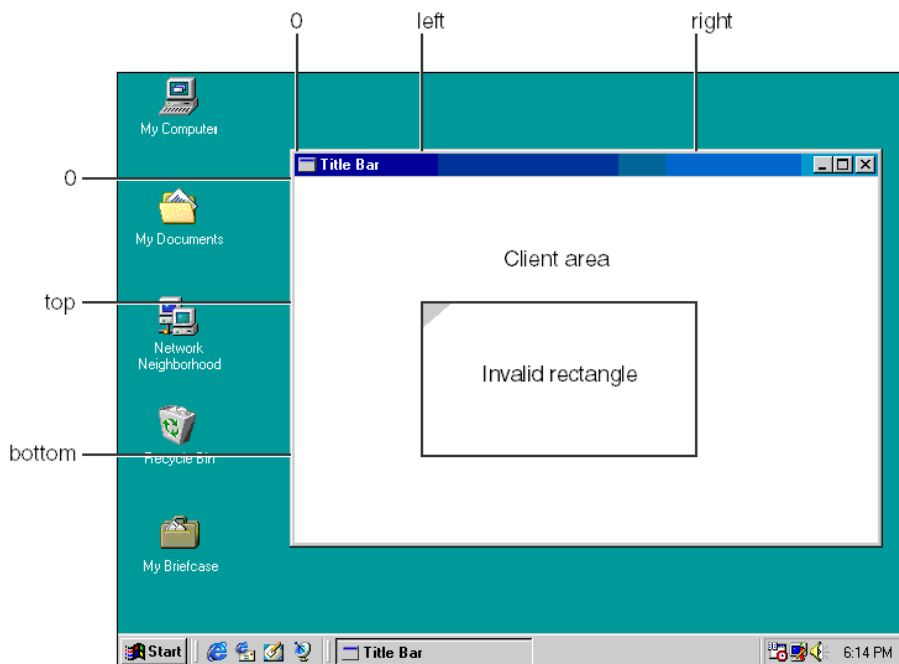 0 left right
My Computer
Title Bar
0
My Documents
Client area
top
Network
Neighborhood
Invalid rectangle
bottom
Recycle Bin
My Briefcase
Start
Title Bar
6:14 PM